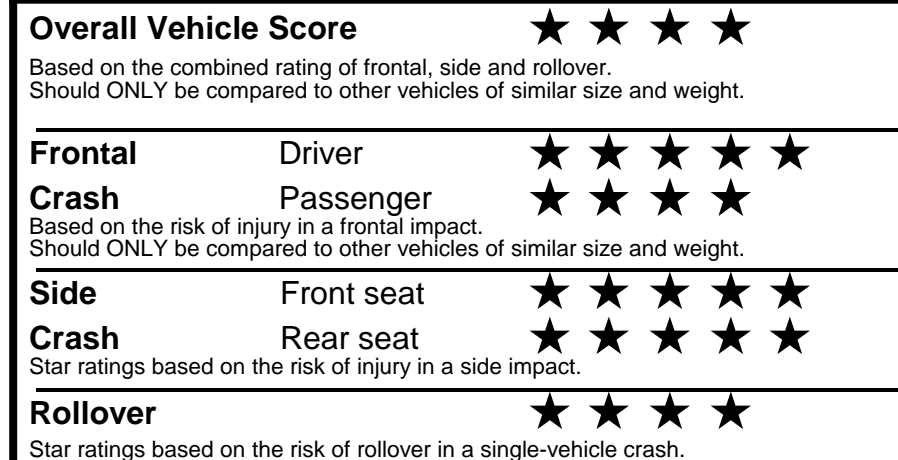 Overall Vehicle Score ★ ★ ★ ★
Based on the combined rating of frontal, side and rollover.
Should ONLY be compared to other vehicles of similar size and weight.
Frontal Driver ★ ★ ★ ★ ★
Crash Passenger ★ ★ ★ ★
Based on the risk of injury in a frontal impact.
Should ONLY be compared to other vehicles of similar size and weight.
Side Front seat ★ ★ ★ ★ ★
Crash Rear seat ★ ★ ★ ★ ★
Star ratings based on the risk of injury in a side impact.
Rollover ★ ★ ★ ★
Star ratings based on the risk of rollover in a single-vehicle crash.